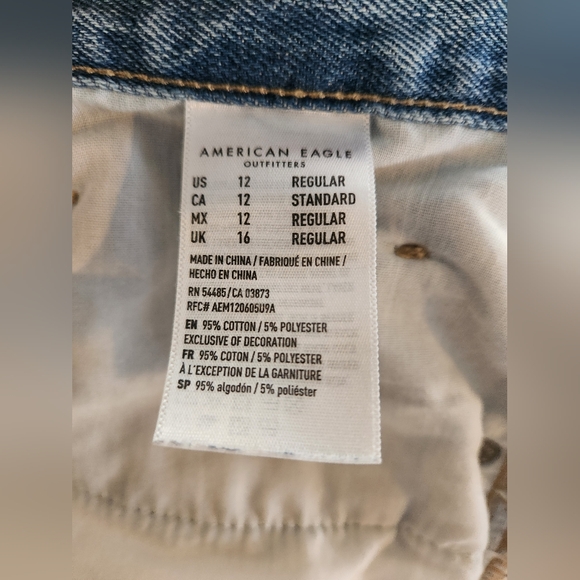 AMERICAN EAGLE
OUTFITTERS
US 12 REGULAR
CA 12 STANDARD
MX 12 REGULAR
UK 16 REGULAR
MADE IN CHINA / FABRIQUÉ EN CHINE /
HECHO EN CHINA
RN 54485/CA 03873
RFC# AEM120605U9A
EN 95% COTTON / 5% POLYESTER
EXCLUSIVE OF DECORATION
FR 95% COTON / 5% POLYESTER
À L'EXCEPTION DE LA GARNITURE
SP 95% algodón / 5% poliéster